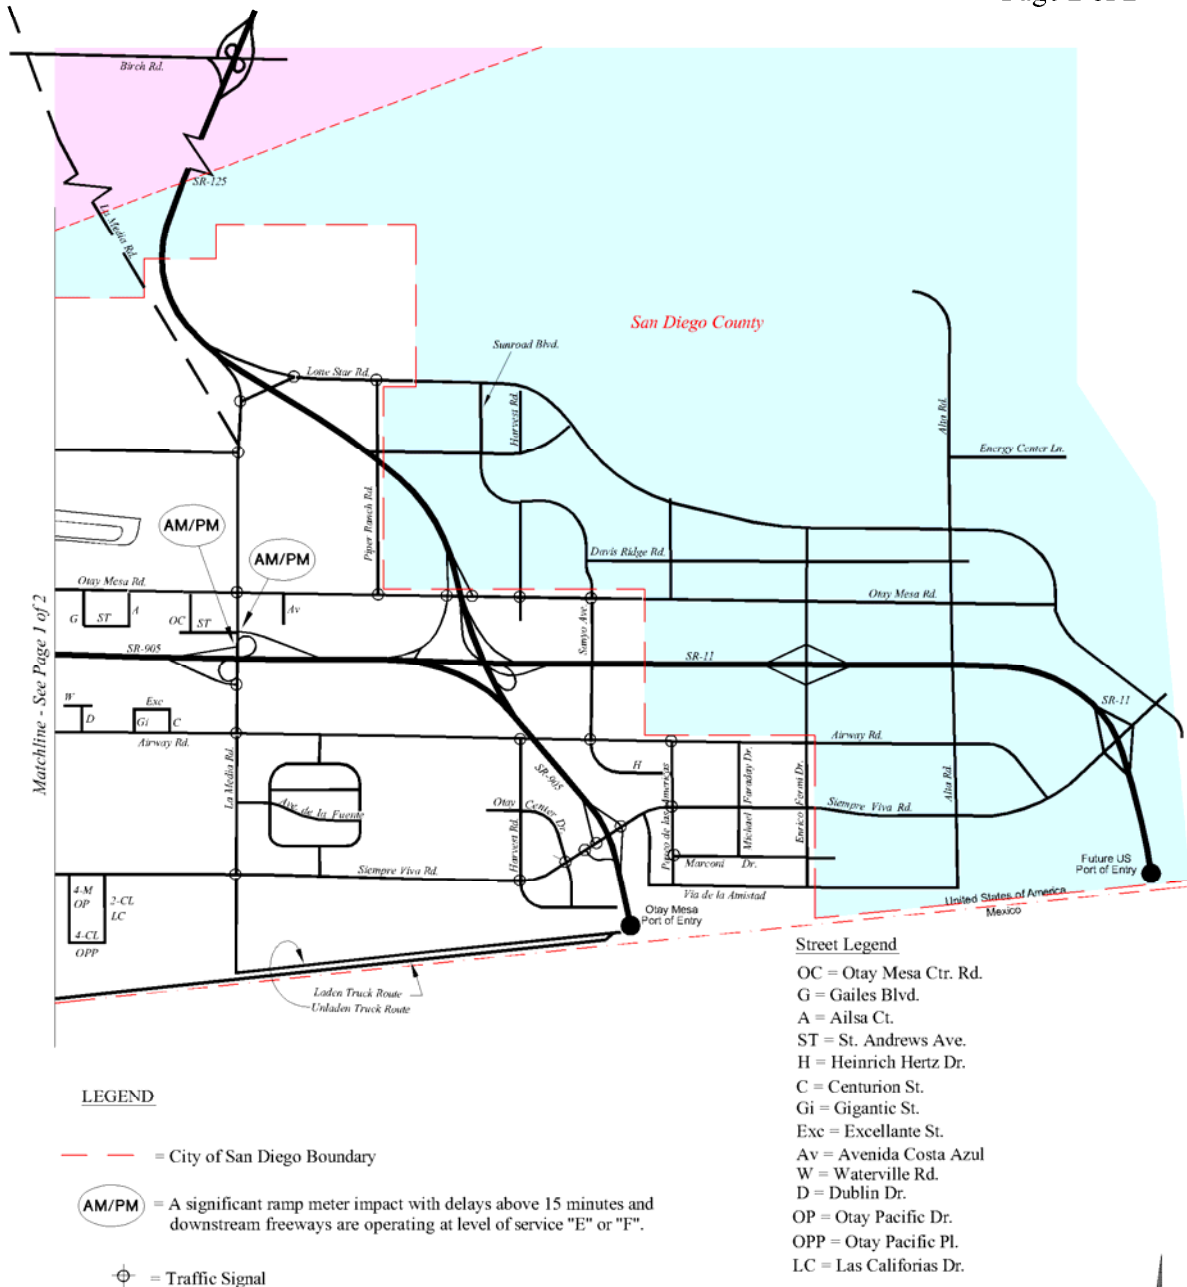 Birch Rd.
SR-125
La Media Rd.
San Diego County
Sunroad Blvd.
Lone Star Rd.
Harvest Rd.
Alta Rd.
Energy Center Ln.
Piper Ranch Rd.
AM/PM
AM/PM
Davis Ridge Rd.
Otay Mesa Rd.
Otay Mesa Rd.
G
ST
A
OC
ST
Av
Sanyo Ave.
SR-905
SR-11
SR-11
Matchline - See Page 1 of 2
W
D
Exc
Gi
C
Airway Rd.
Airway Rd.
La Media Rd.
SR-905
H
Paseo de las Americas
Michael Faraday Dr.
Enrico Fermi Dr.
Alta Rd.
Ave. de la Fuente
Otay Center Dr.
Harvest Rd.
Siempre Viva Rd.
Siempre Viva Rd.
Marconi Dr.
Via de la Amistad
4-M
OP
2-CL
LC
4-CL
OPP
Otay Mesa
Port of Entry
Future US
Port of Entry
United States of America
Mexico
Laden Truck Route
Unladen Truck Route
Street Legend
OC = Otay Mesa Ctr. Rd.
G = Gailes Blvd.
A = Ailsa Ct.
ST = St. Andrews Ave.
H = Heinrich Hertz Dr.
C = Centurion St.
Gi = Gigantic St.
Exc = Excellante St.
Av = Avenida Costa Azul
W = Waterville Rd.
D = Dublin Dr.
OP = Otay Pacific Dr.
OPP = Otay Pacific Pl.
LC = Las Califorias Dr.
LEGEND
= City of San Diego Boundary
AM/PM = A significant ramp meter impact with delays above 15 minutes and
downstream freeways are operating at level of service "E" or "F".
= Traffic Signal